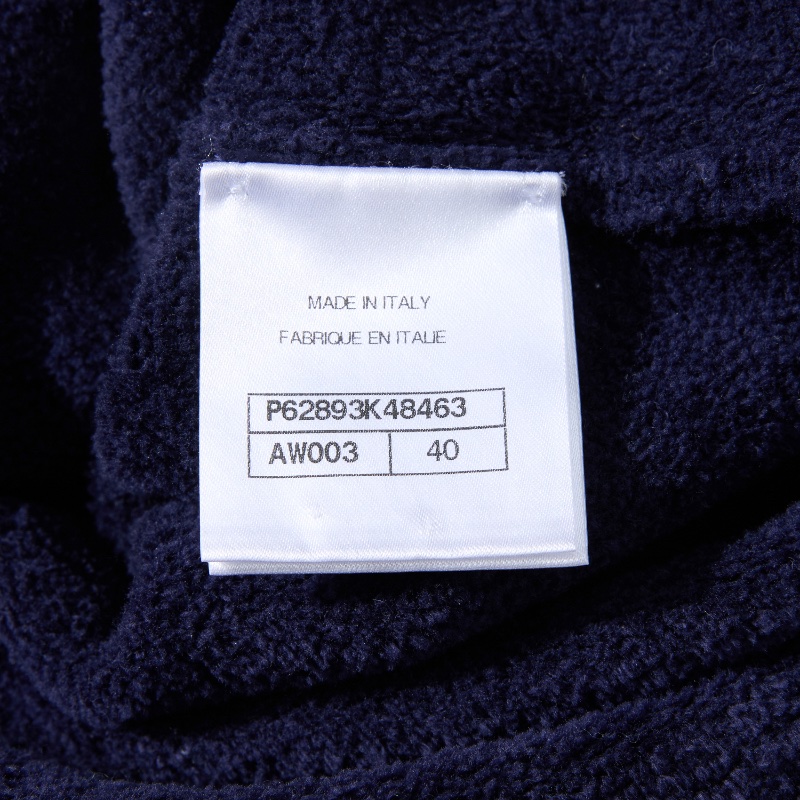 MADE IN ITALY
FABRIQUE EN ITALIE
P62893K48463
AW003 40